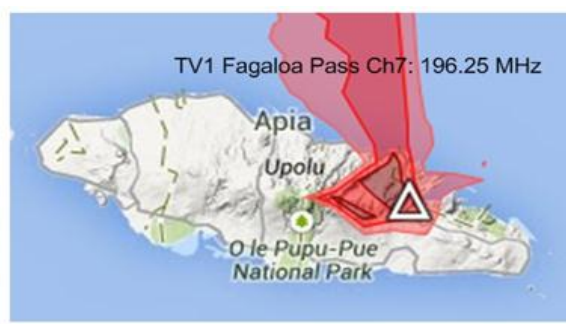 TV1 Fagaloa Pass Ch7: 196.25 MHz
Apia
Upolu
O le Pupu-Pue
National Park